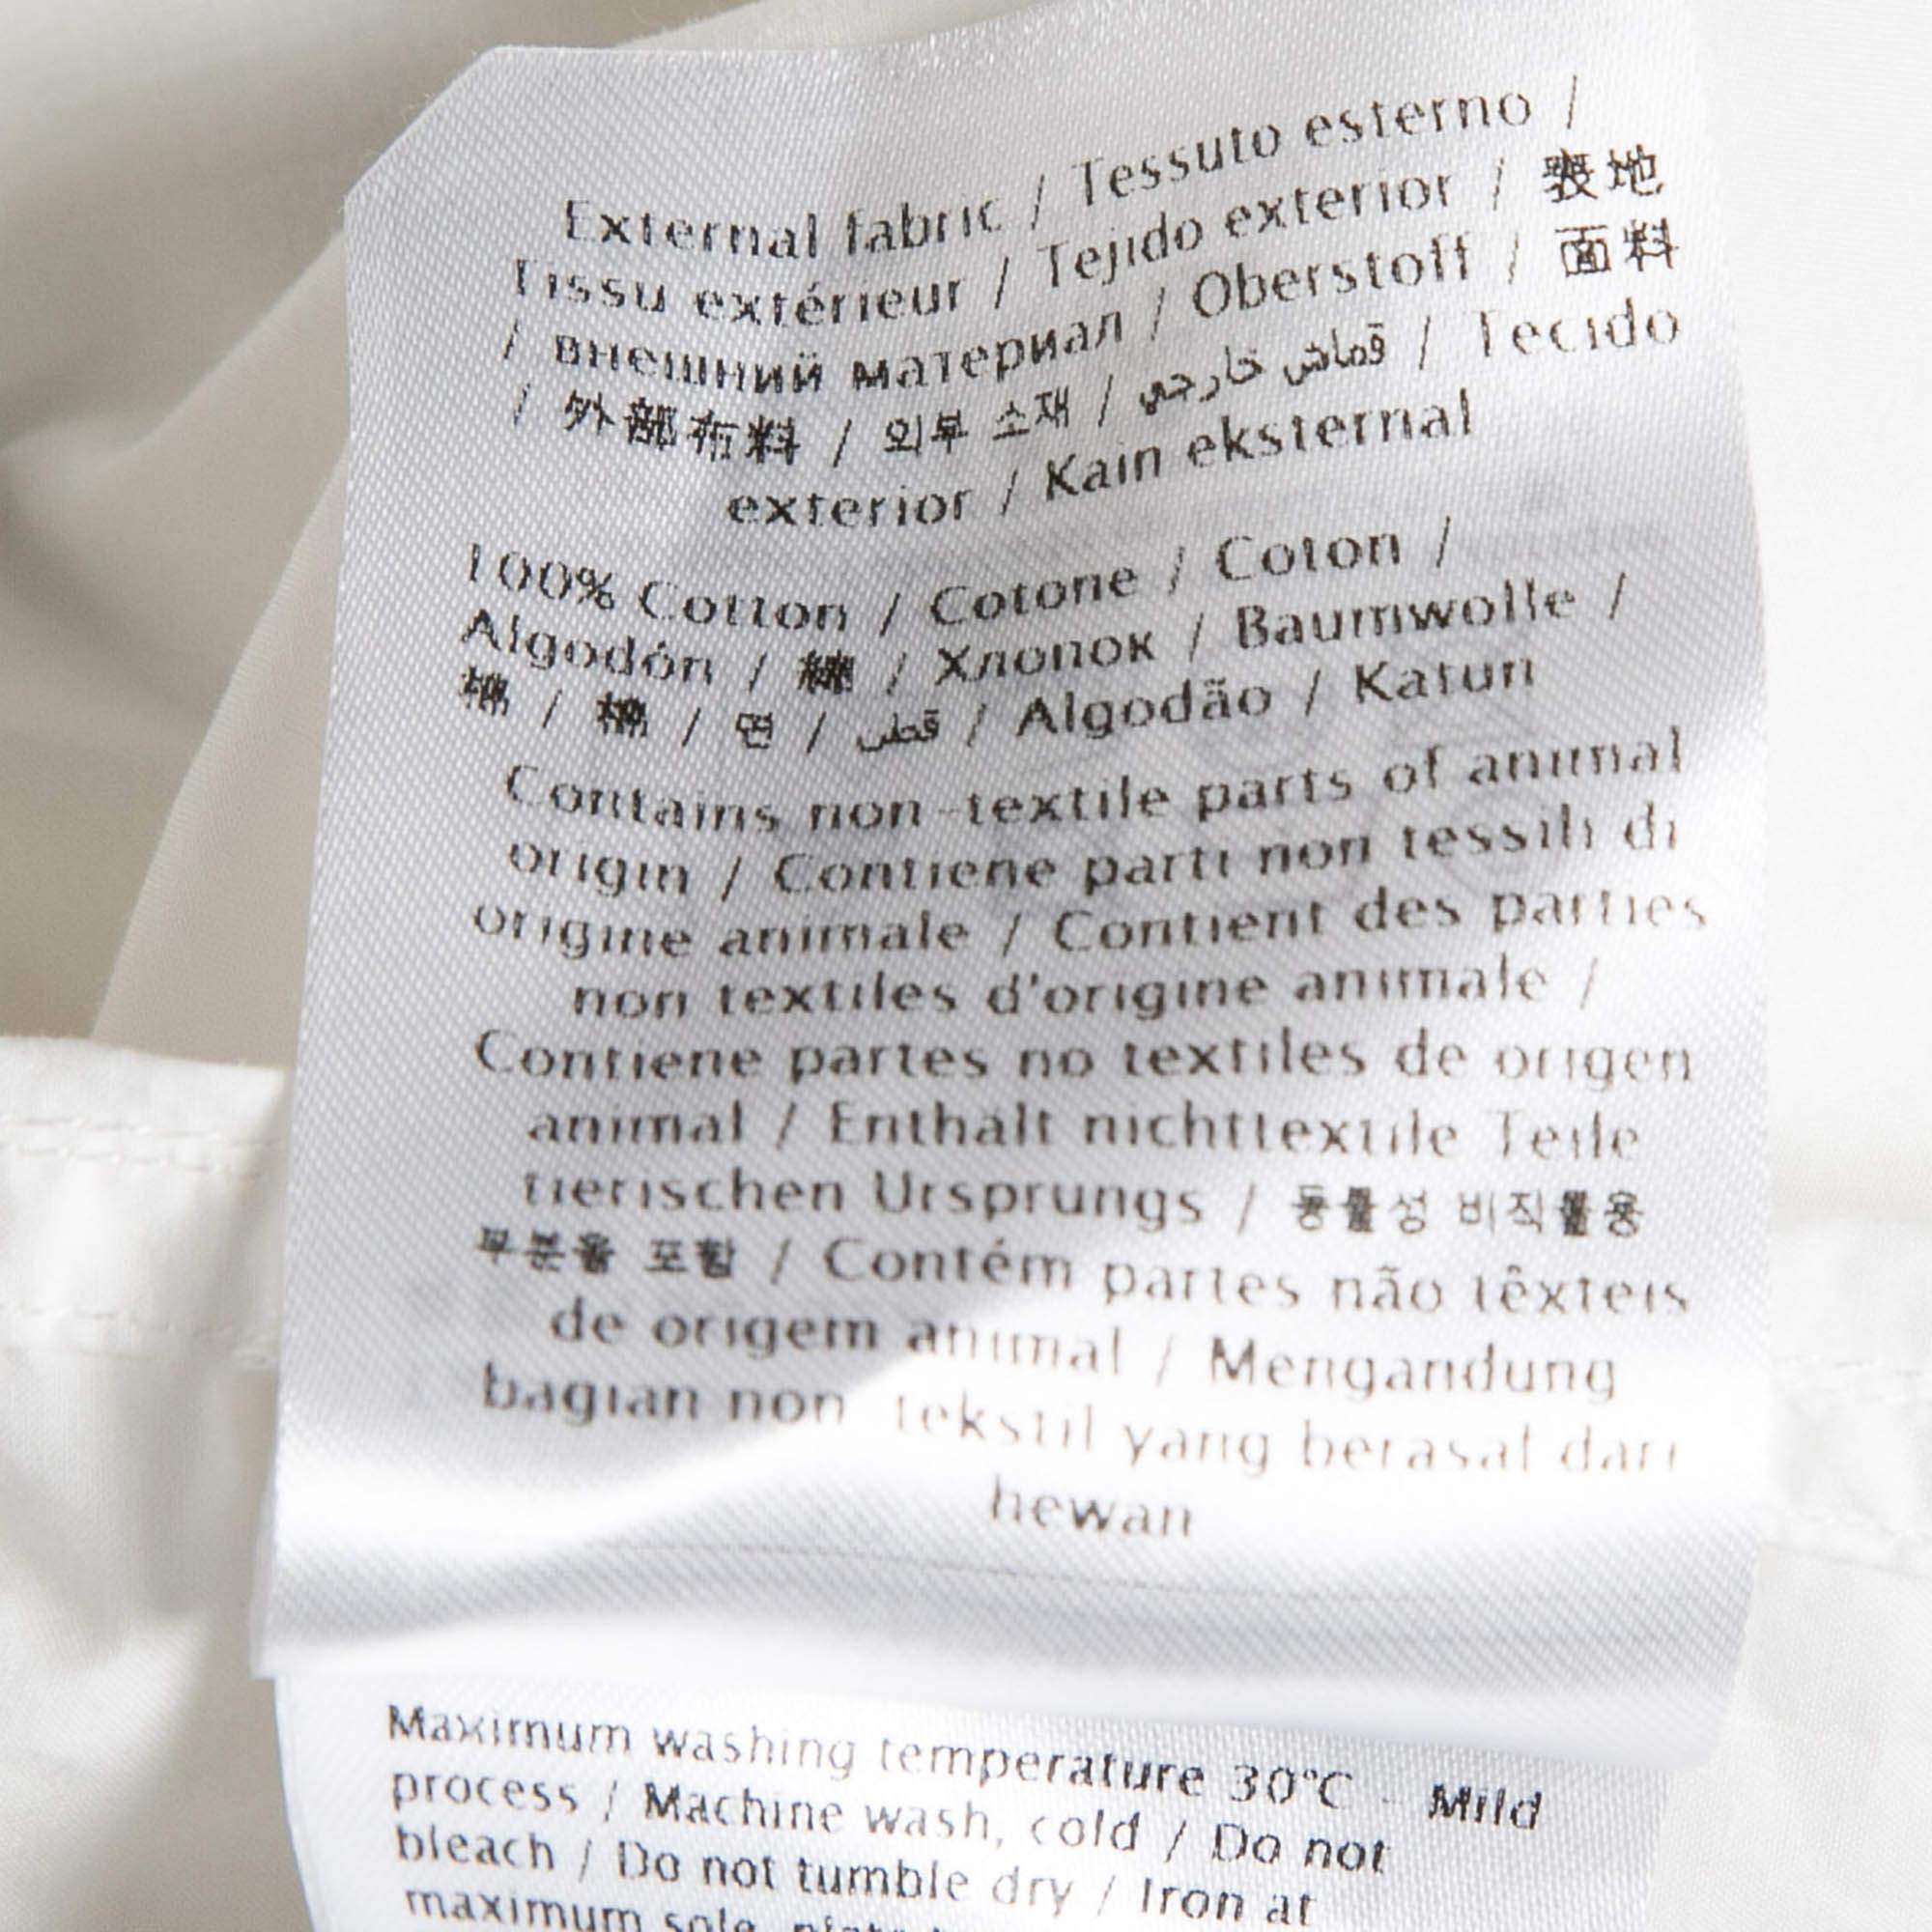 External fabric / Tessuto esterno /
Tissu extérieur / Tejido exterior / 表地
/ внешний материал / Oberstoff / 面料
/ 外部布料 / 외부 소재 / قماش خارجي / Tecido
exterior / Kain eksternal
100% Cotton / Cotone / Coton /
Algodón / 綿 / Хлопок / Baumwolle /
棉 / 棉 / 면 / قطن / Algodão / Katun
Contains non-textile parts of animal
origin / Contiene parti non tessili di
origine animale / Contient des parties
non textiles d'origine animale /
Contiene partes no textiles de origen
animal / Enthält nichttextile Teile
tierischen Ursprungs / 동물성 비직물용
부분을 포함 / Contém partes não têxteis
de origem animal / Mengandung
bagian non-tekstil yang berasal dari
hewan
Maximum washing temperature 30°C - Mild
process / Machine wash, cold / Do not
bleach / Do not tumble dry / Iron at
maximum sole